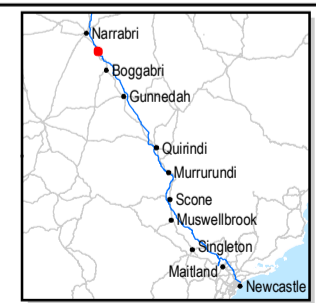 Narrabri
Boggabri
Gunnedah
Quirindi
Murrurundi
Scone
Muswellbrook
Singleton
Maitland
Newcastle